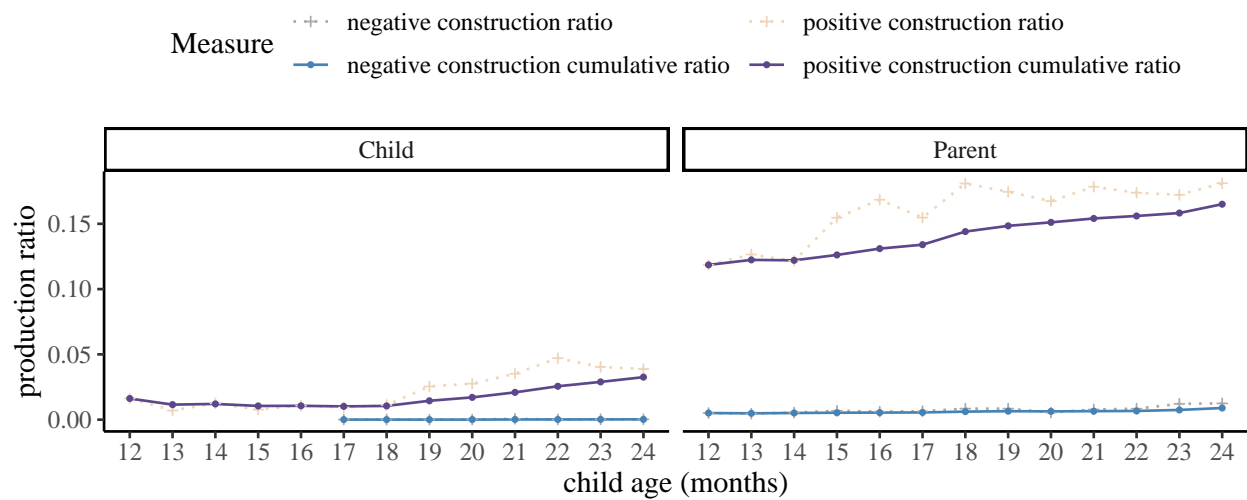 Measure
negative construction ratio
positive construction ratio
negative construction cumulative ratio
positive construction cumulative ratio
Child
Parent
production ratio
0.15
0.10
0.05
0.00
12 13 14 15 16 17 18 19 20 21 22 23 24
12 13 14 15 16 17 18 19 20 21 22 23 24
child age (months)